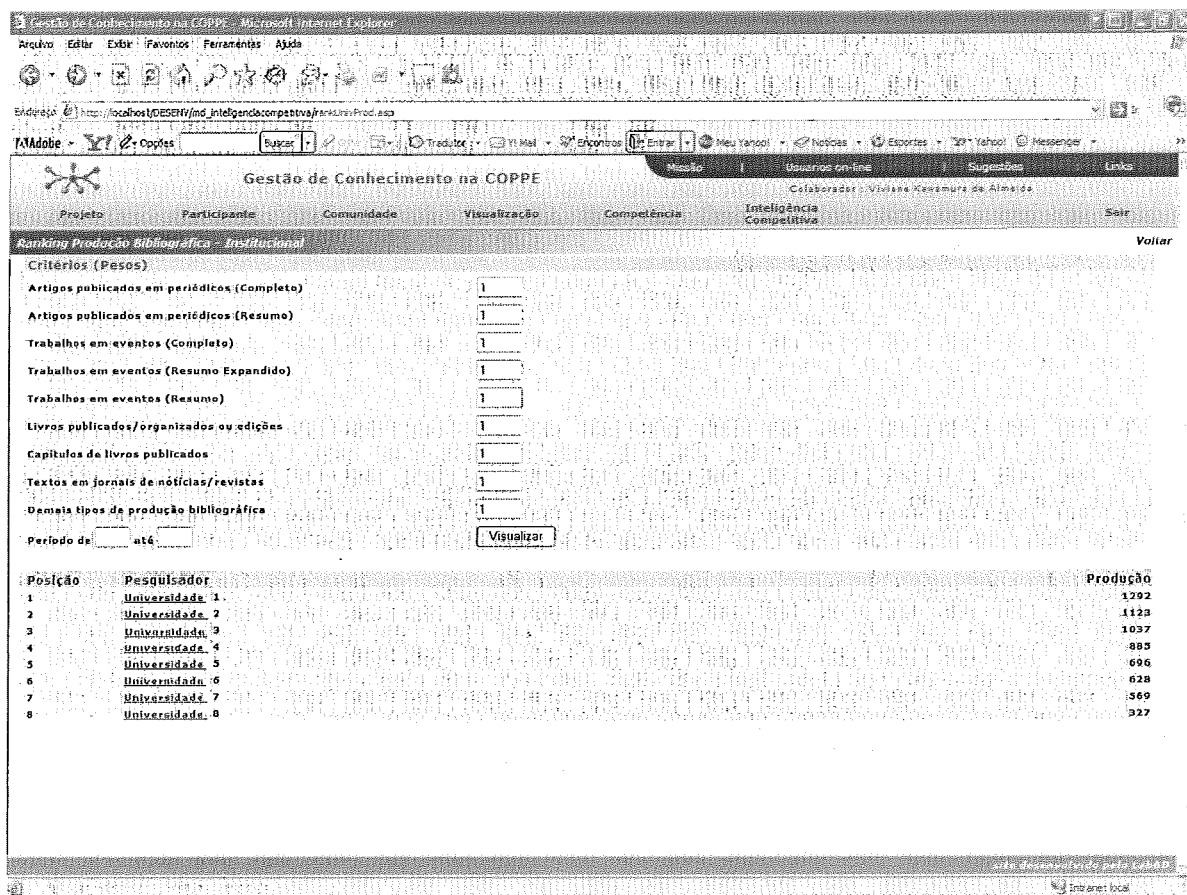 Gestão de Conhecimento na COPPE - Microsoft Internet Explorer
Arquivo Editar Exibir Favoritos Ferramentas Ajuda
Endereço http://localhost/DESENV/md_inteligenciacompetitiva/rankUnivProd.asp Ir
Adobe Y! Opções Buscar Tradutor Y! Mail Encontros Entrar Meu Yahoo! Notícias Esportes Yahoo! Messenger
Missão | Usuarios on-line | Sugestões | Links
Gestão de Conhecimento na COPPE
Colaborador : Viviane Kawamura de Almeida
Projeto Participante Comunidade Visualização Competência Inteligência Competitiva Sair
Ranking Produção Bibliográfica - Institucional Voltar
Critérios (Pesos)
Artigos publicados em periódicos (Completo) 1
Artigos publicados em periódicos (Resumo) 1
Trabalhos em eventos (Completo) 1
Trabalhos em eventos (Resumo Expandido) 1
Trabalhos em eventos (Resumo) 1
Livros publicados/organizados ou edições 1
Capítulos de livros publicados 1
Textos em jornais de notícias/revistas 1
Demais tipos de produção bibliográfica 1
Período de até Visualizar
Posição Pesquisador Produção
1 Universidade 1 1292
2 Universidade 2 1123
3 Universidade 3 1037
4 Universidade 4 885
5 Universidade 5 696
6 Universidade 6 628
7 Universidade 7 569
8 Universidade 8 327
site desenvolvido pelo LabBD
Intranet local